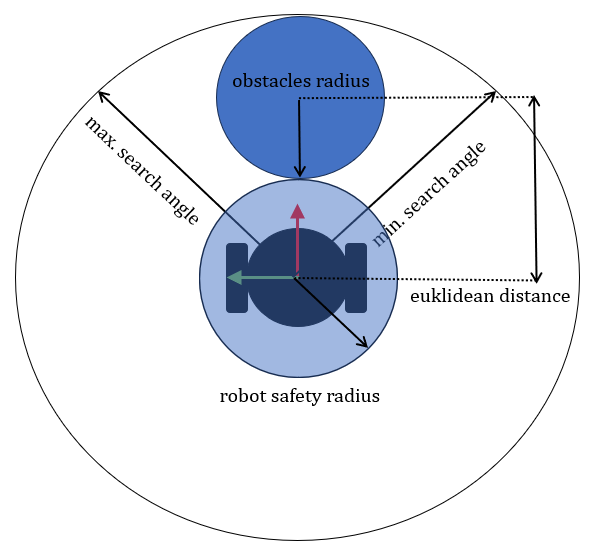 obstacles radius
max. search angle
min. search angle
euklidean distance
robot safety radius